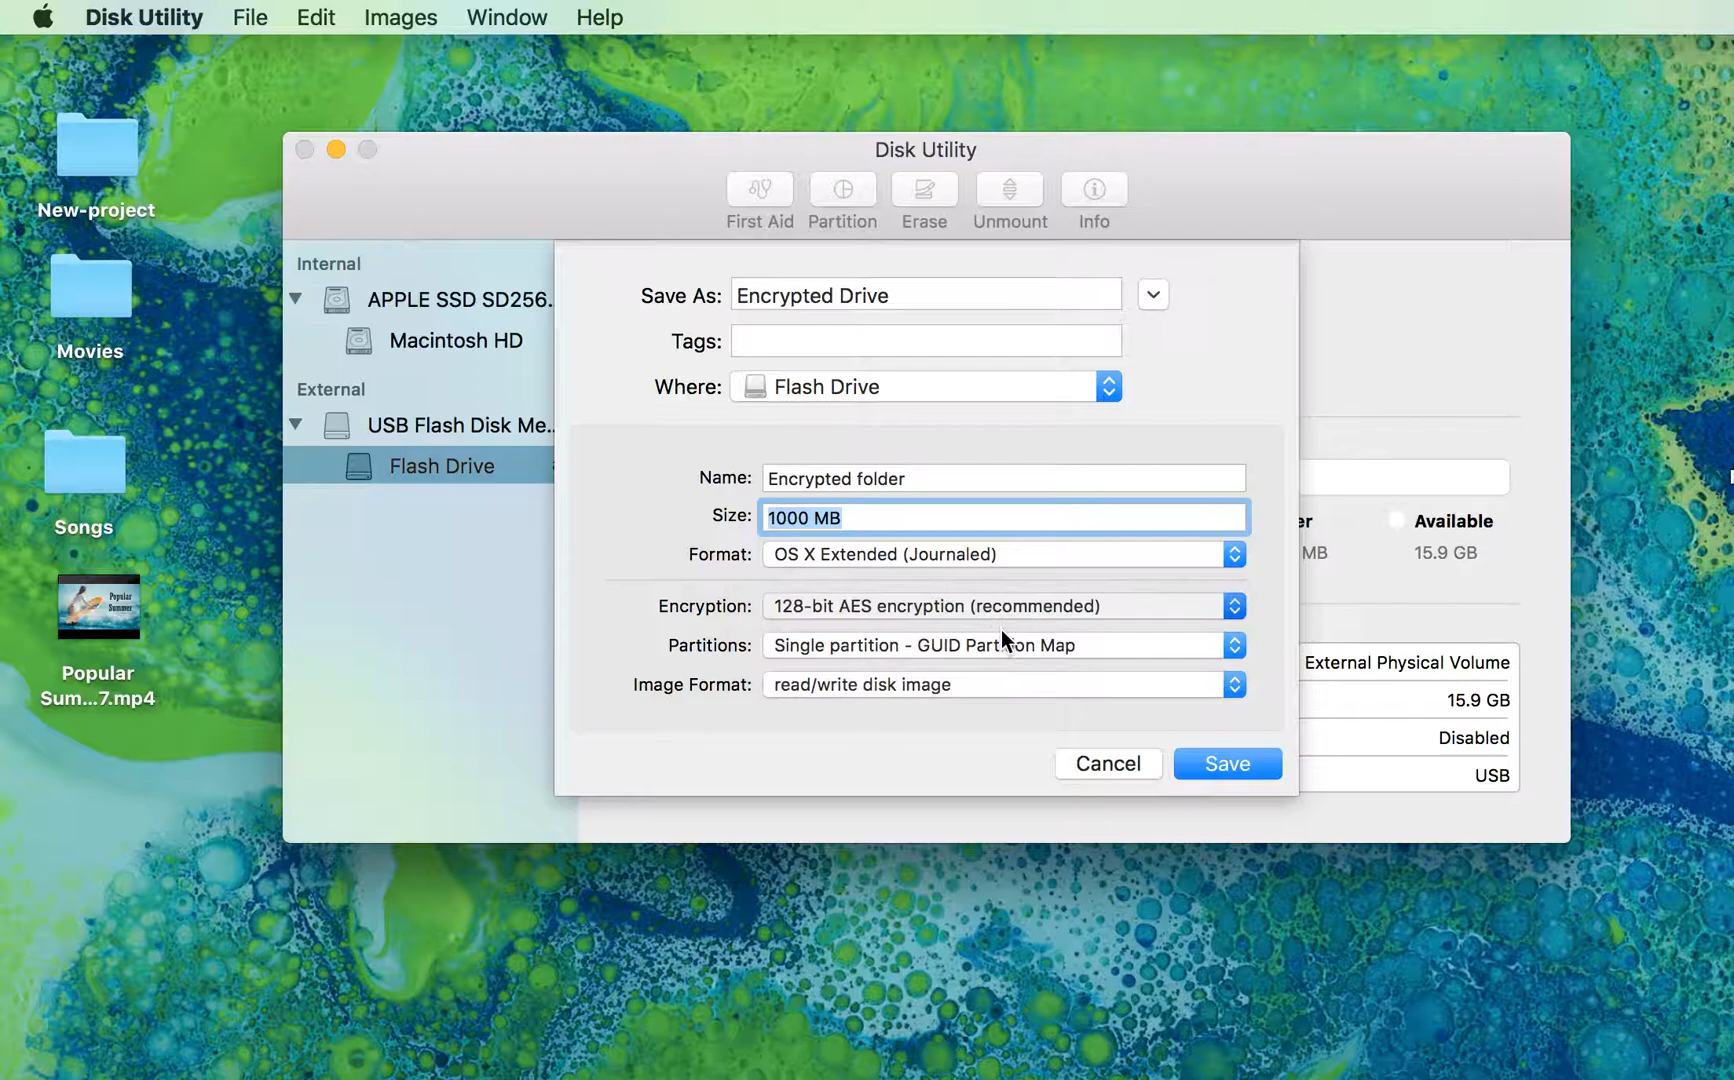 Disk Utility File Edit Images Window Help
Disk Utility
First Aid Partition Erase Unmount Info
New-project
Movies
Songs
Popular
Summer
Popular
Sum...7.mp4
Internal
APPLE SSD SD256...
Macintosh HD
External
USB Flash Disk Me...
Flash Drive
Save As: Encrypted Drive
Tags:
Where: Flash Drive
Name: Encrypted folder
Size: 1000 MB
Format: OS X Extended (Journaled)
Encryption: 128-bit AES encryption (recommended)
Partitions: Single partition - GUID Partition Map
Image Format: read/write disk image
Cancel Save
er Available
MB 15.9 GB
External Physical Volume
15.9 GB
Disabled
USB